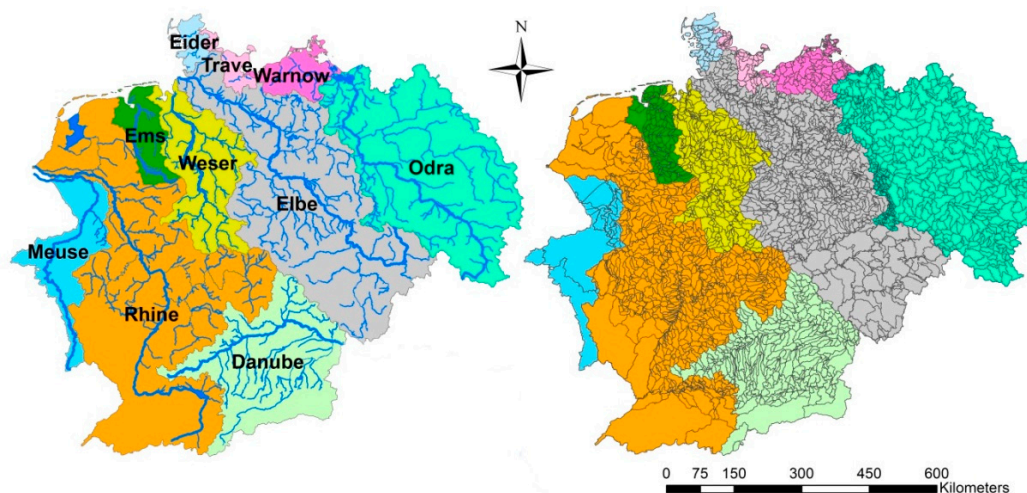 N
Eider
Trave
Warnow
Ems
Weser
Odra
Elbe
Meuse
Rhine
Danube
0 75 150 300 450 600
Kilometers